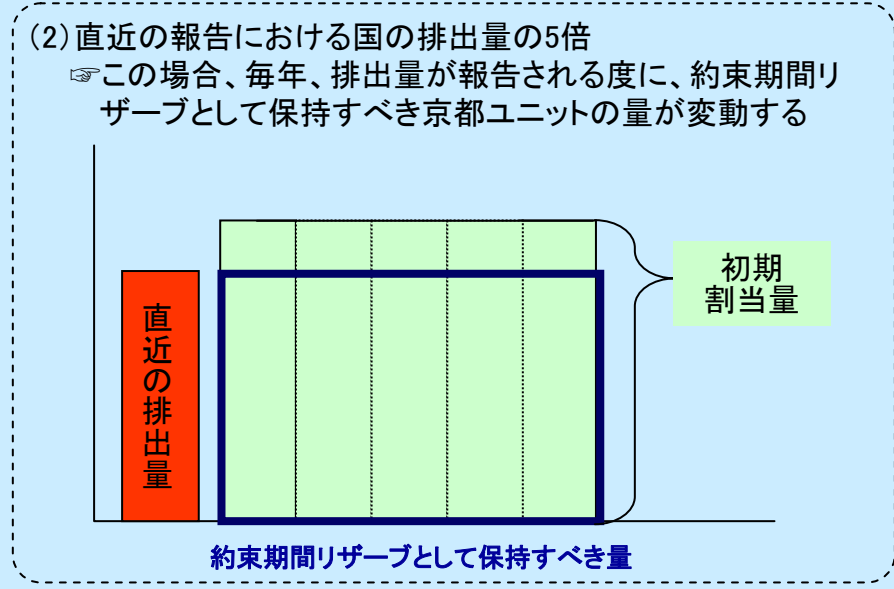 (2)直近の報告における国の排出量の5倍
☞この場合、毎年、排出量が報告される度に、約束期間リ
ザーブとして保持すべき京都ユニットの量が変動する
初期
割当量
直近の排出量
約束期間リザーブとして保持すべき量